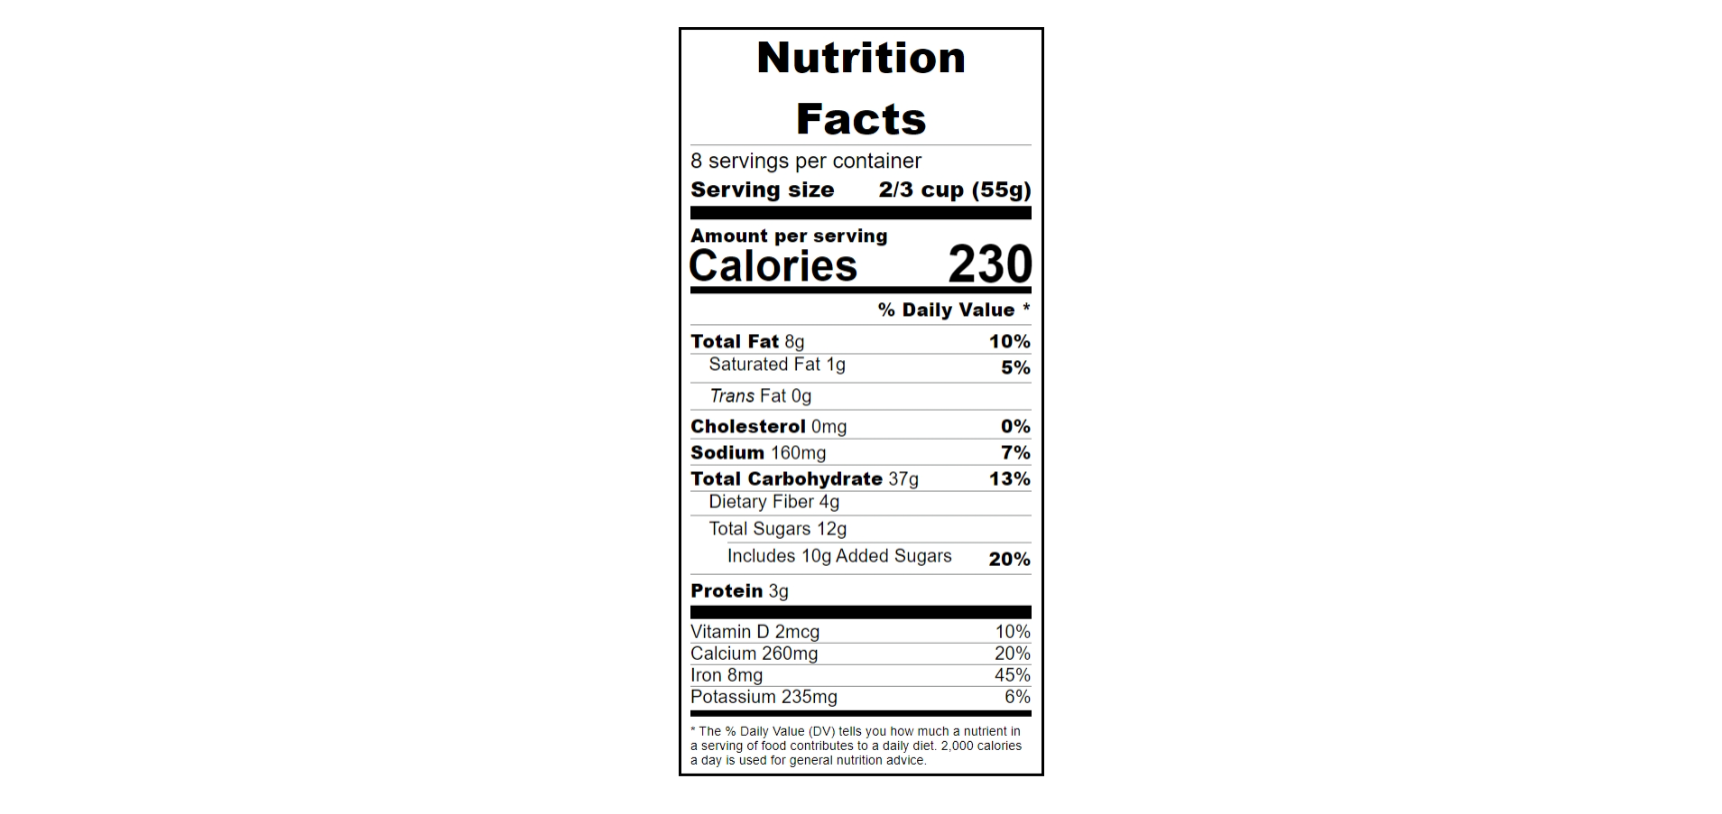 Nutrition
Facts
8 servings per container
Serving size 2/3 cup (55g)
Amount per serving
Calories 230
% Daily Value *
Total Fat 8g 10%
Saturated Fat 1g 5%
Trans Fat 0g
Cholesterol 0mg 0%
Sodium 160mg 7%
Total Carbohydrate 37g 13%
Dietary Fiber 4g
Total Sugars 12g
Includes 10g Added Sugars 20%
Protein 3g
Vitamin D 2mcg 10%
Calcium 260mg 20%
Iron 8mg 45%
Potassium 235mg 6%
* The % Daily Value (DV) tells you how much a nutrient in
a serving of food contributes to a daily diet. 2,000 calories
a day is used for general nutrition advice.